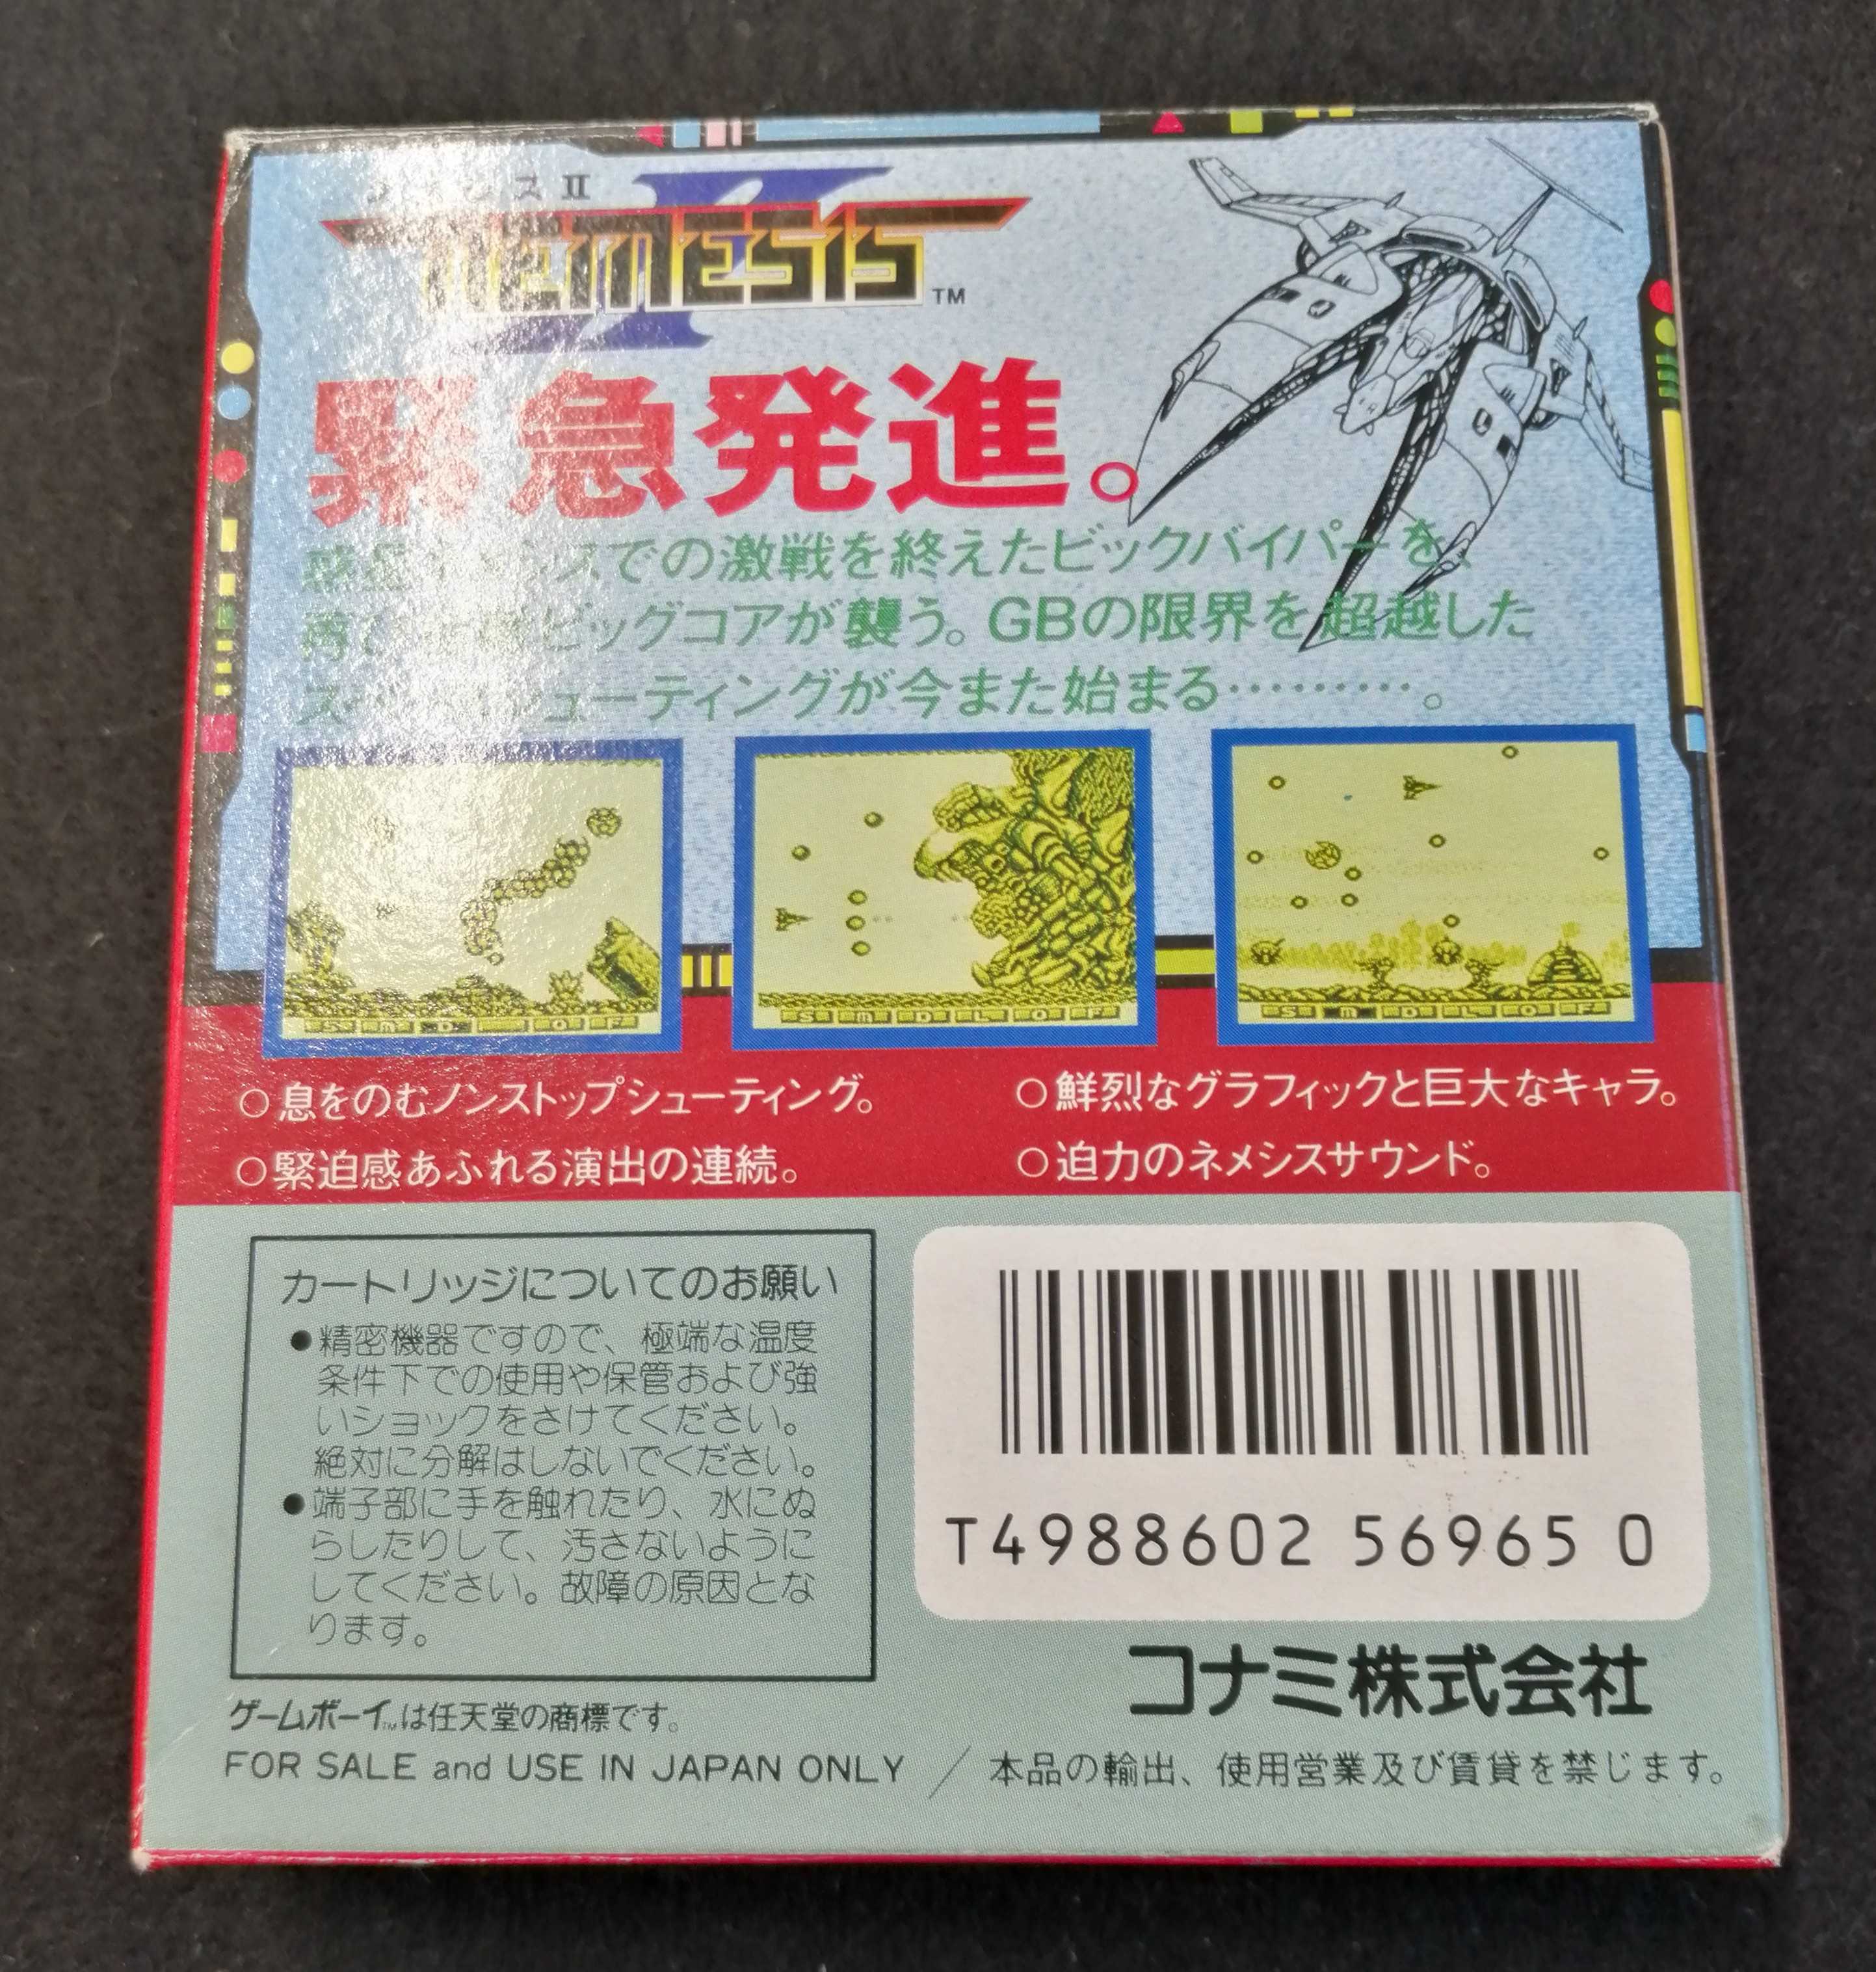 スⅡ
NEMESIS II TM
緊急発進。
での激戦を終えたビックバイパーを、
ビッグコアが襲う。GBの限界を超越した
シューティングが今また始まる………。
S M D L O F
S M D L O F
S M D L O F
○息をのむノンストップシューティング。
○鮮烈なグラフィックと巨大なキャラ。
○緊迫感あふれる演出の連続。
○迫力のネメシスサウンド。
カートリッジについてのお願い
●精密機器ですので、極端な温度
条件下での使用や保管および強
いショックをさけてください。
絶対に分解はしないでください。
●端子部に手を触れたり、水にぬ
らしたりして、汚さないように
してください。故障の原因とな
ります。
T4988602 56965 0
コナミ株式会社
ゲームボーイTMは任天堂の商標です。
FOR SALE and USE IN JAPAN ONLY ／ 本品の輸出、使用営業及び賃貸を禁じます。